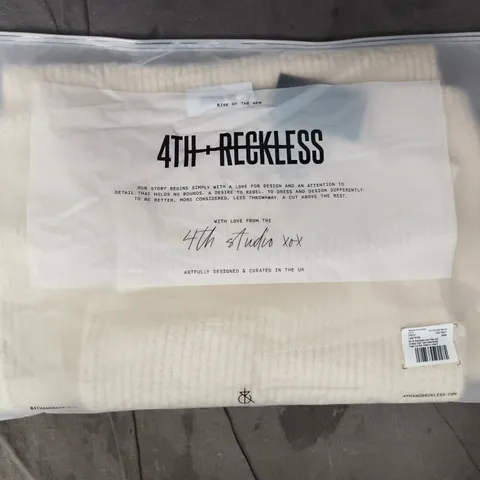 RISE OF THE NEW
4TH + RECKLESS
OUR STORY BEGINS SIMPLY WITH A LOVE FOR DESIGN AND AN ATTENTION TO
DETAIL THAT HOLDS NO BOUNDS. A DESIRE TO REBEL. TO DRESS AND DESIGN DIFFERENTLY.
TO BE BETTER. MORE CONSIDERED, LESS THROWAWAY. A CUT ABOVE THE REST.
WITH LOVE FROM THE
4th studio xox
ARTFULLY DESIGNED & CURATED IN THE UK
4THANDRECKLESS.COM